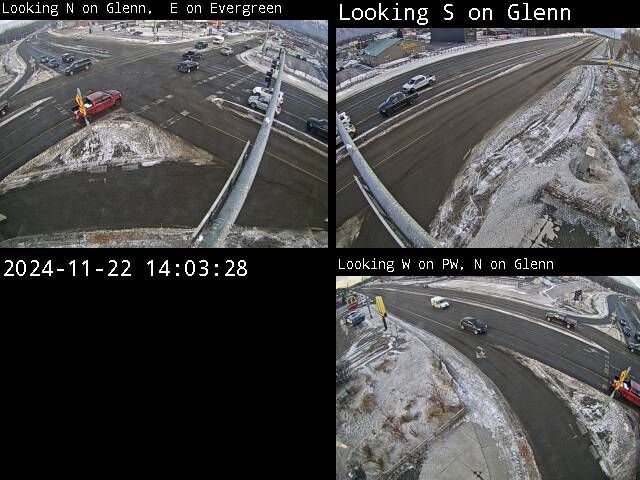 Looking N on Glenn,  E on Evergreen
Looking S on Glenn
2024-11-22 14:03:28
Looking W on PW, N on Glenn